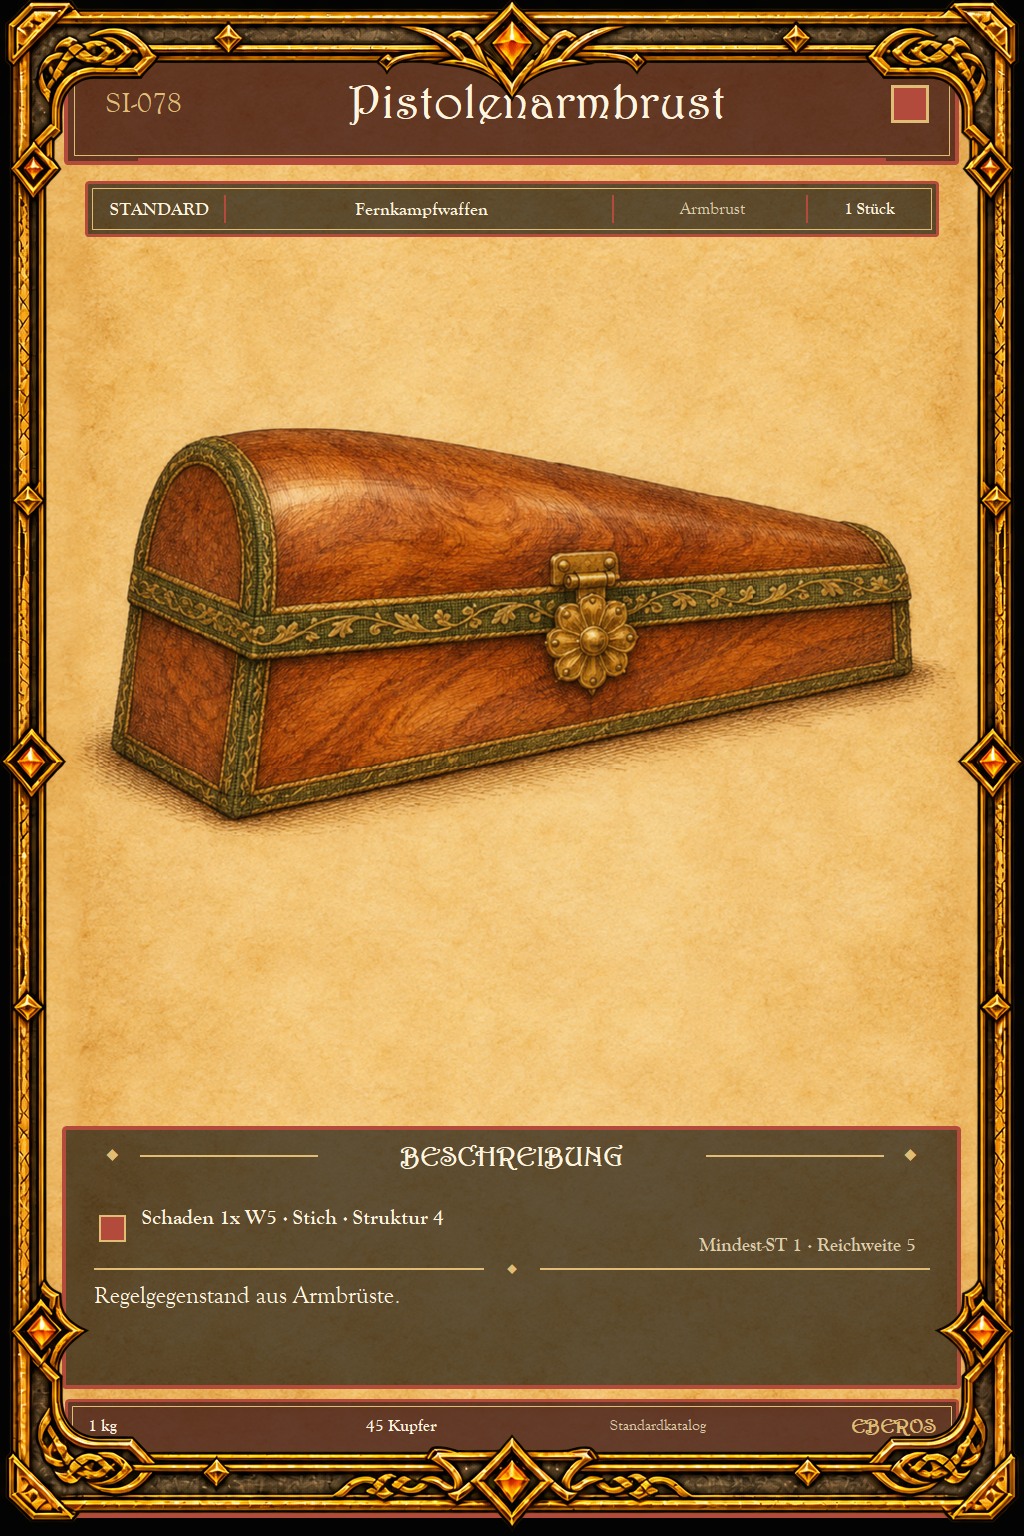 SI-078
Pistolenarmbrust
STANDARD
Fernkampfwaffen
Armbrust
1 Stück
BESCHREIBUNG
Schaden 1x W5 · Stich · Struktur 4
Mindest-ST 1 · Reichweite 5
Regelgegenstand aus Armbrüste.
1 kg
45 Kupfer
Standardkatalog
EBEROS